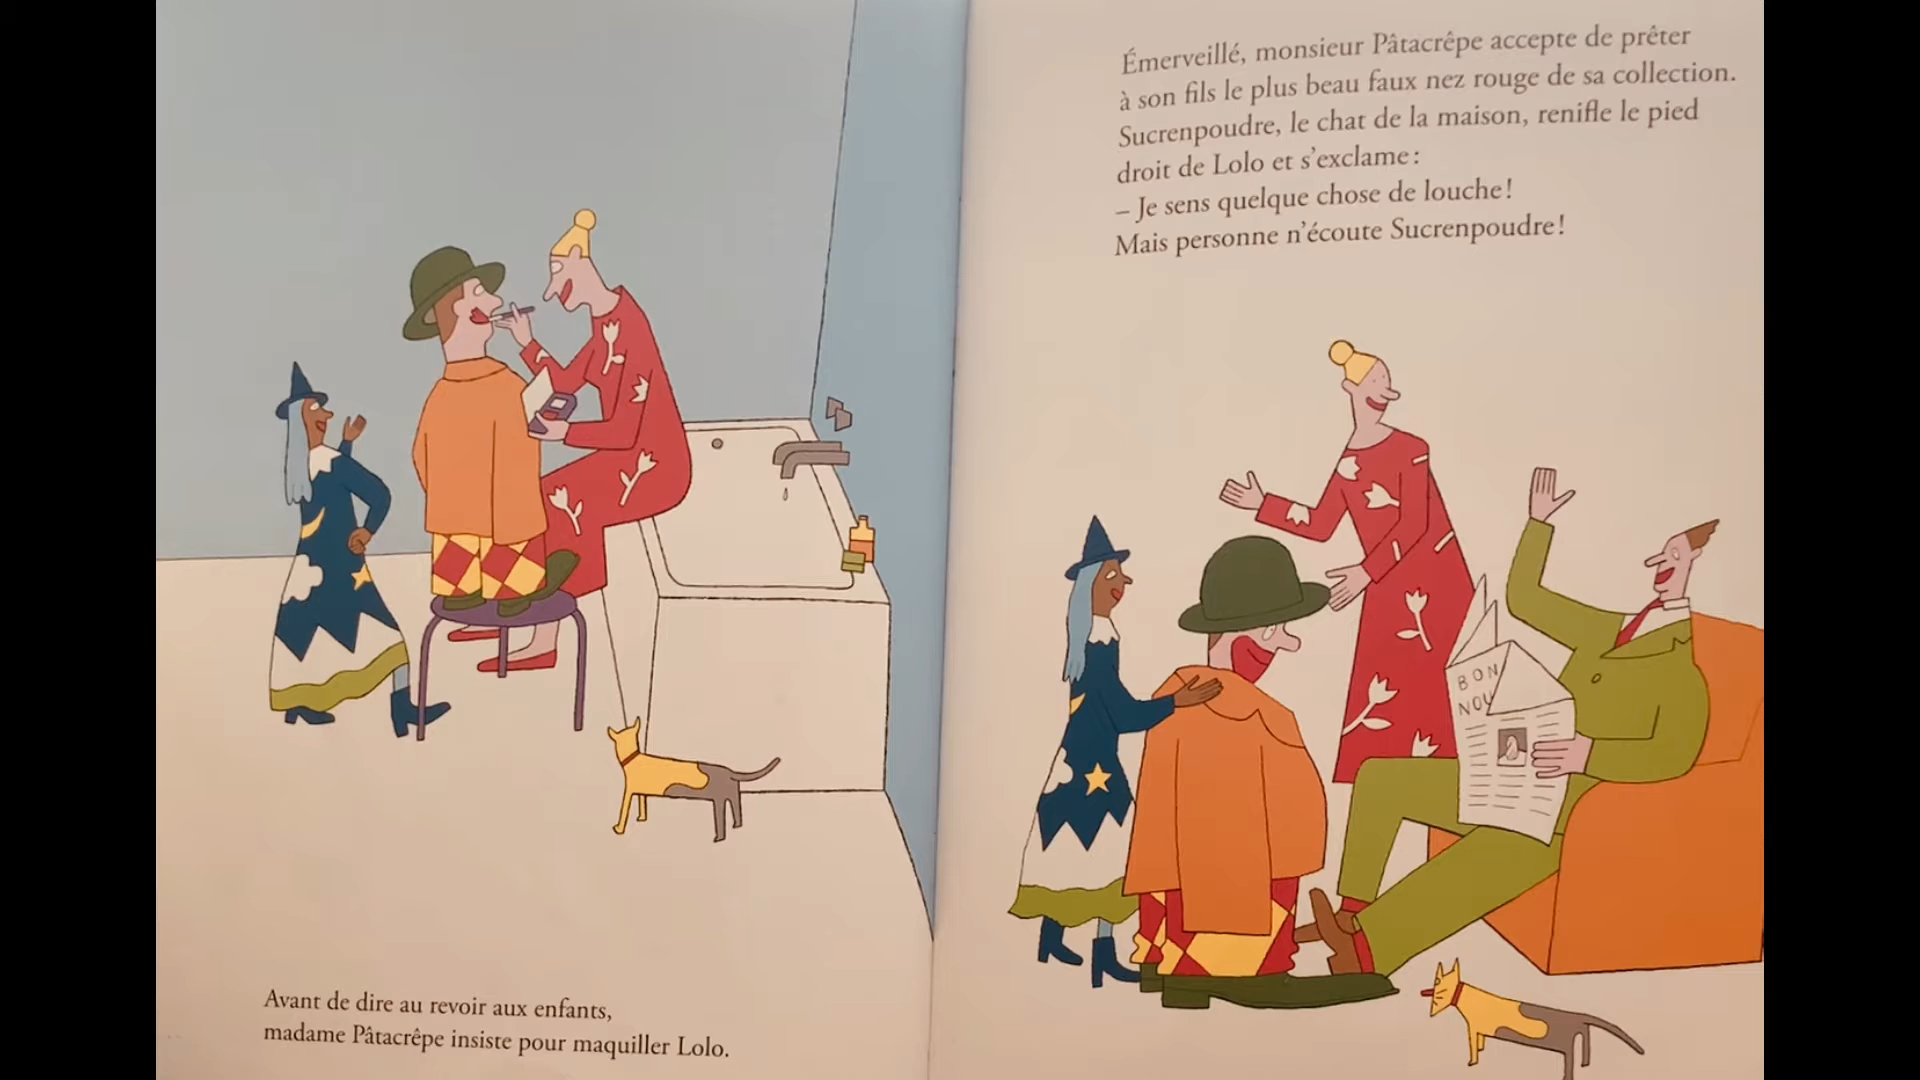 Avant de dire au revoir aux enfants,
madame Pâtacrêpe insiste pour maquiller Lolo.
Émerveillé, monsieur Pâtacrêpe accepte de prêter
à son fils le plus beau faux nez rouge de sa collection.
Sucrenpoudre, le chat de la maison, renifle le pied
droit de Lolo et s'exclame :
– Je sens quelque chose de louche !
Mais personne n'écoute Sucrenpoudre !
BON
NOU